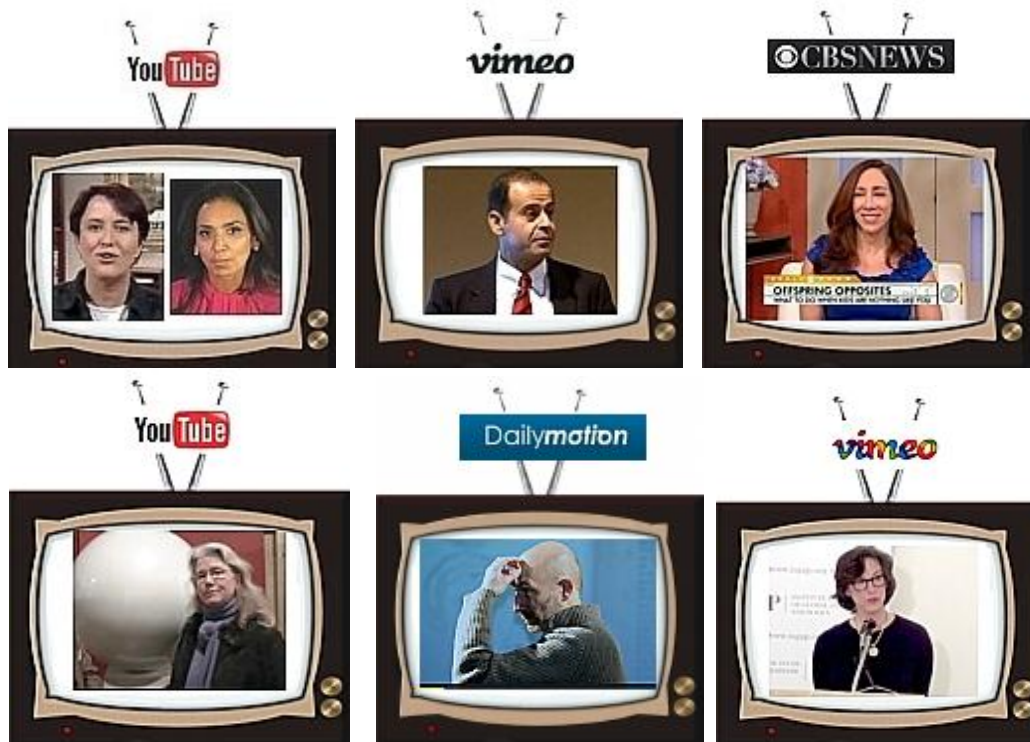 YouTube
vimeo
CBSNEWS
OFFSPRING OPPOSITES
WHAT TO DO WHEN KIDS ARE NOTHING LIKE YOU
YouTube
Dailymotion
vimeo
P